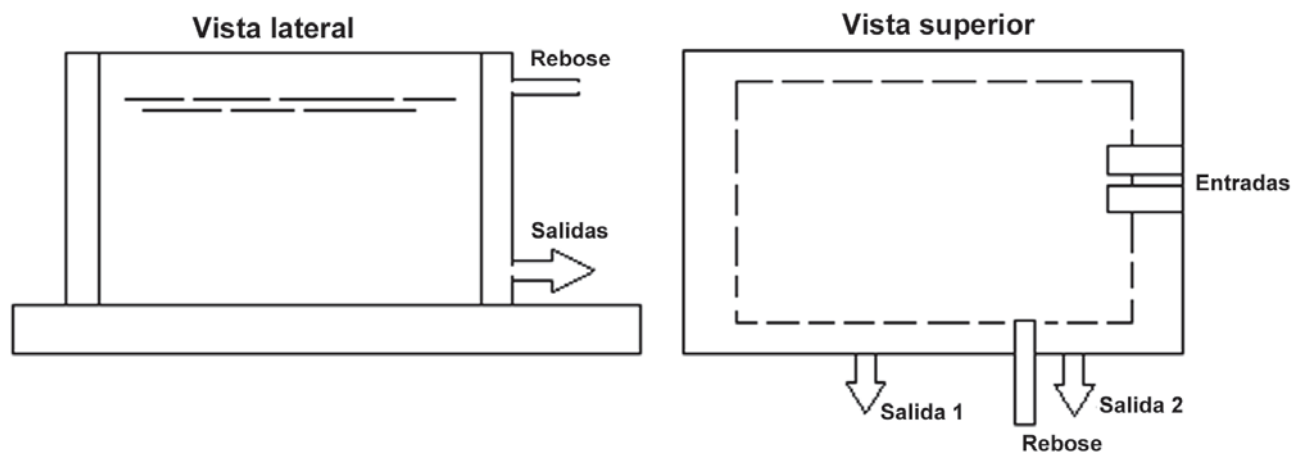 Vista lateral
Rebose
Salidas
Vista superior
Entradas
Salida 1
Salida 2
Rebose